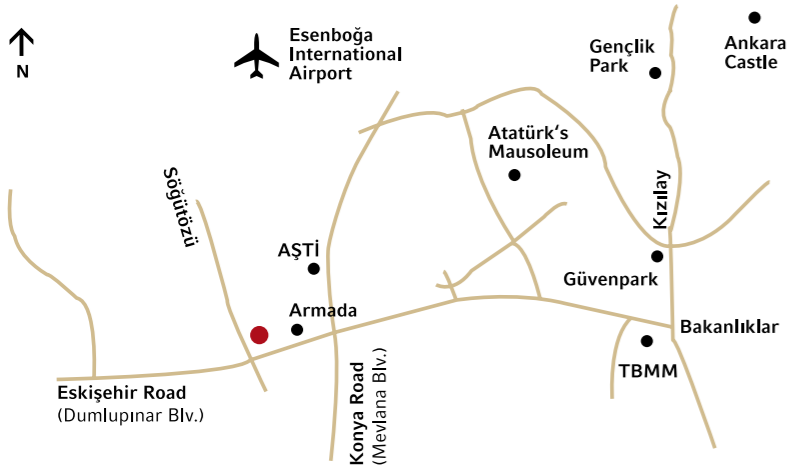 N
Esenboğa
International
Airport
Gençlik
Park
Ankara
Castle
Atatürk‘s
Mausoleum
Söğütözü
Kızılay
AŞTİ
Güvenpark
Armada
Bakanlıklar
TBMM
Eskişehir Road
(Dumlupınar Blv.)
Konya Road
(Mevlana Blv.)